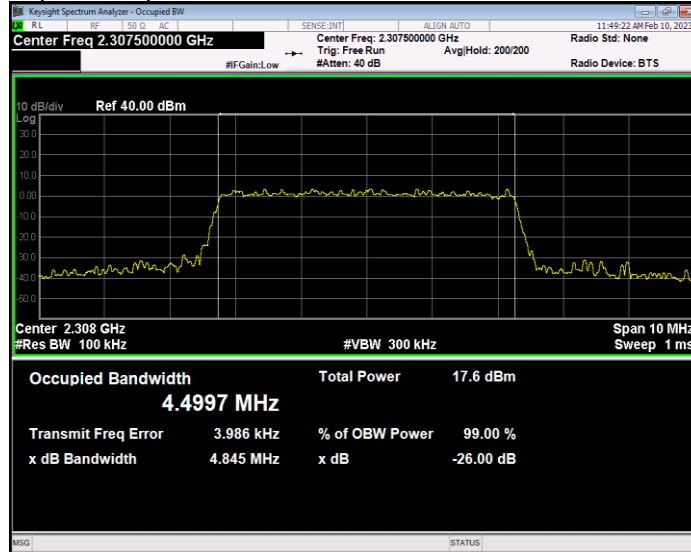 Keysight Spectrum Analyzer - Occupied BW
RL RF 50 Ω AC SENSE:INT ALIGN AUTO 11:49:22 AM Feb 10, 2023
Center Freq 2.307500000 GHz
Center Freq: 2.307500000 GHz
Radio Std: None
Trig: Free Run Avg|Hold: 200/200
#IFGain:Low #Atten: 40 dB Radio Device: BTS
10 dB/div Ref 40.00 dBm
Log
30.0
20.0
10.0
0.00
-10.0
-20.0
-30.0
-40.0
-50.0
Center 2.308 GHz Span 10 MHz
#Res BW 100 kHz #VBW 300 kHz Sweep 1 ms
Occupied Bandwidth Total Power 17.6 dBm
4.4997 MHz
Transmit Freq Error 3.986 kHz % of OBW Power 99.00 %
x dB Bandwidth 4.845 MHz x dB -26.00 dB
MSG STATUS